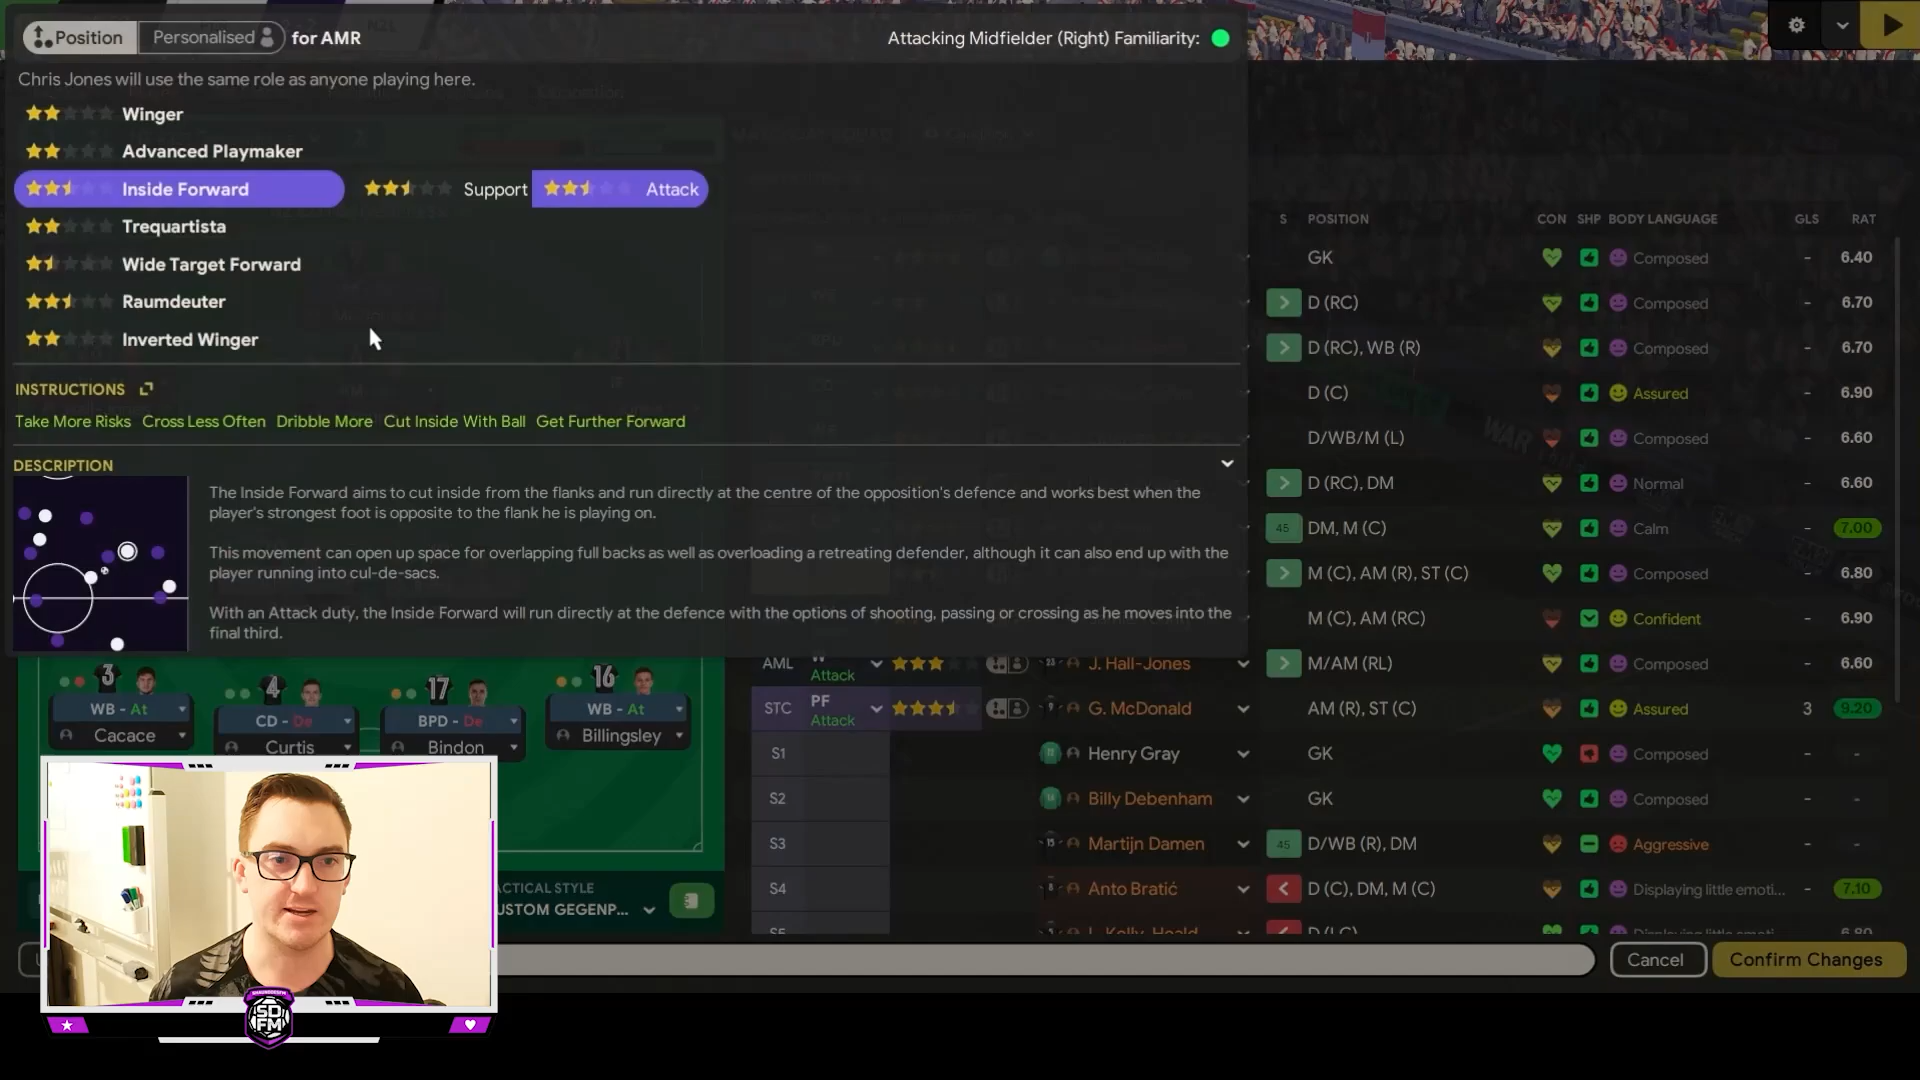 Position Personalised for AMR Attacking Midfielder (Right) Familiarity:
Chris Jones will use the same role as anyone playing here.
Winger
Advanced Playmaker
Inside Forward Support Attack
Trequartista
Wide Target Forward
Raumdeuter
Inverted Winger
INSTRUCTIONS
Take More Risks Cross Less Often Dribble More Cut Inside With Ball Get Further Forward
DESCRIPTION
The Inside Forward aims to cut inside from the flanks and run directly at the centre of the opposition's defence and works best when the
player's strongest foot is opposite to the flank he is playing on.
This movement can open up space for overlapping full backs as well as overloading a retreating defender, although it can also end up with the
player running into cul-de-sacs.
With an Attack duty, the Inside Forward will run directly at the defence with the options of shooting, passing or crossing as he moves into the
final third.
S POSITION CON SHP BODY LANGUAGE GLS RAT
GK Composed - 6.40
D (RC) Composed - 6.70
D (RC), WB (R) Composed - 6.70
D (C) Assured - 6.90
D/WB/M (L) Composed - 6.60
D (RC), DM Normal - 6.60
45 DM, M (C) Calm - 7.00
M (C), AM (R), ST (C) Composed - 6.80
M (C), AM (RC) Confident - 6.90
AML Attack J. Hall-Jones M/AM (RL) Composed - 6.60
STC PF Attack G. McDonald AM (R), ST (C) Assured 3 9.20
S1 Henry Gray GK Composed - -
S2 Billy Debenham GK Composed - -
S3 Martijn Damen 45 D/WB (R), DM Aggressive - -
S4 Anto Bratić D (C), DM, M (C) Displaying little emoti... - 7.10
3 4 17 16
WB - At CD - De BPD - De WB - At
Cacace Curtis Bindon Billingsley
ACTICAL STYLE
USTOM GEGENP...
Cancel Confirm Changes
SD
FM